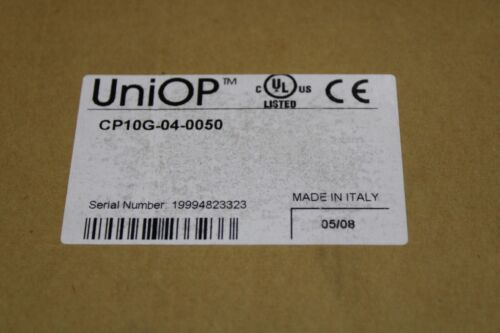 UniOP™
C UL US
LISTED
CE
CP10G-04-0050
Serial Number: 19994823323
MADE IN ITALY
05/08